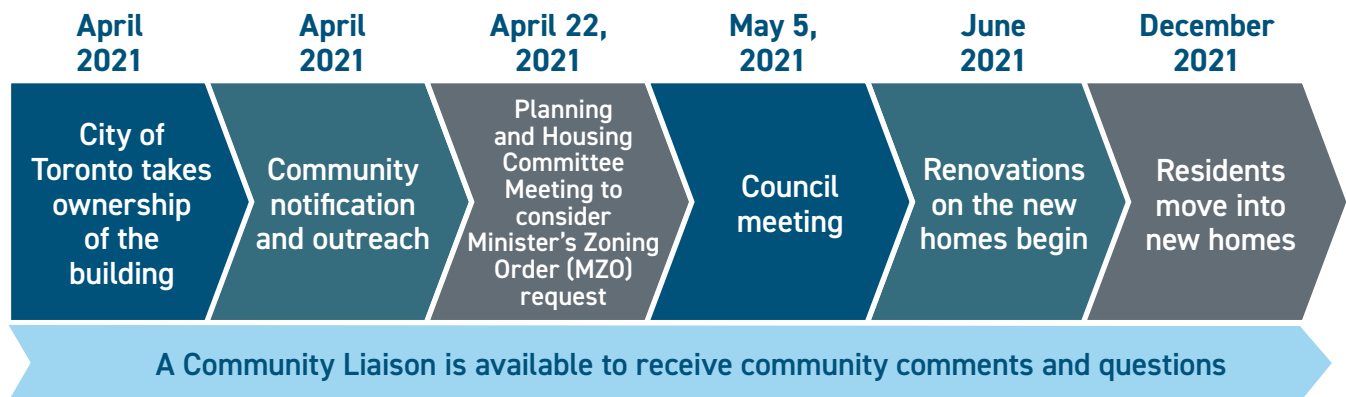 April
2021
April
2021
April 22,
2021
May 5,
2021
June
2021
December
2021
City of
Toronto takes
ownership
of the
building
Community
notification
and outreach
Planning
and Housing
Committee
Meeting to
consider
Minister's Zoning
Order (MZO)
request
Council
meeting
Renovations
on the new
homes begin
Residents
move into
new homes
A Community Liaison is available to receive community comments and questions